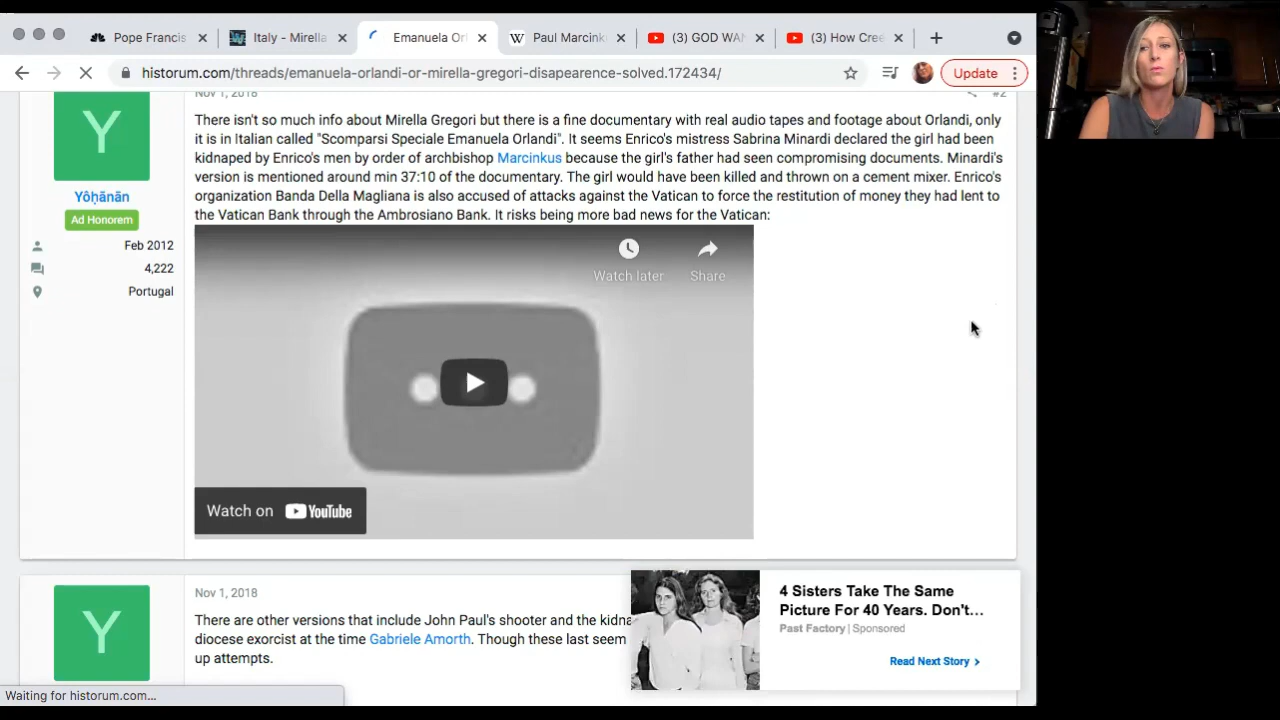 Pope Francis
Italy - Mirella
Emanuela Orl
Paul Marcink
(3) GOD WAN
(3) How Cree
historum.com/threads/emanuela-orlandi-or-mirella-gregori-disapearence-solved.172434/
Update
Nov 1, 2018
#2
Y
Yôḥānān
Ad Honorem
Feb 2012
4,222
Portugal
There isn't so much info about Mirella Gregori but there is a fine documentary with real audio tapes and footage about Orlandi, only
it is in Italian called "Scomparsi Speciale Emanuela Orlandi". It seems Enrico's mistress Sabrina Minardi declared the girl had been
kidnaped by Enrico's men by order of archbishop Marcinkus because the girl's father had seen compromising documents. Minardi's
version is mentioned around min 37:10 of the documentary. The girl would have been killed and thrown on a cement mixer. Enrico's
organization Banda Della Magliana is also accused of attacks against the Vatican to force the restitution of money they had lent to
the Vatican Bank through the Ambrosiano Bank. It risks being more bad news for the Vatican:
Watch later
Share
Watch on YouTube
Y
Nov 1, 2018
There are other versions that include John Paul's shooter and the kidna
diocese exorcist at the time Gabriele Amorth. Though these last seem
up attempts.
4 Sisters Take The Same
Picture For 40 Years. Don't...
Past Factory | Sponsored
Read Next Story
Waiting for historum.com...